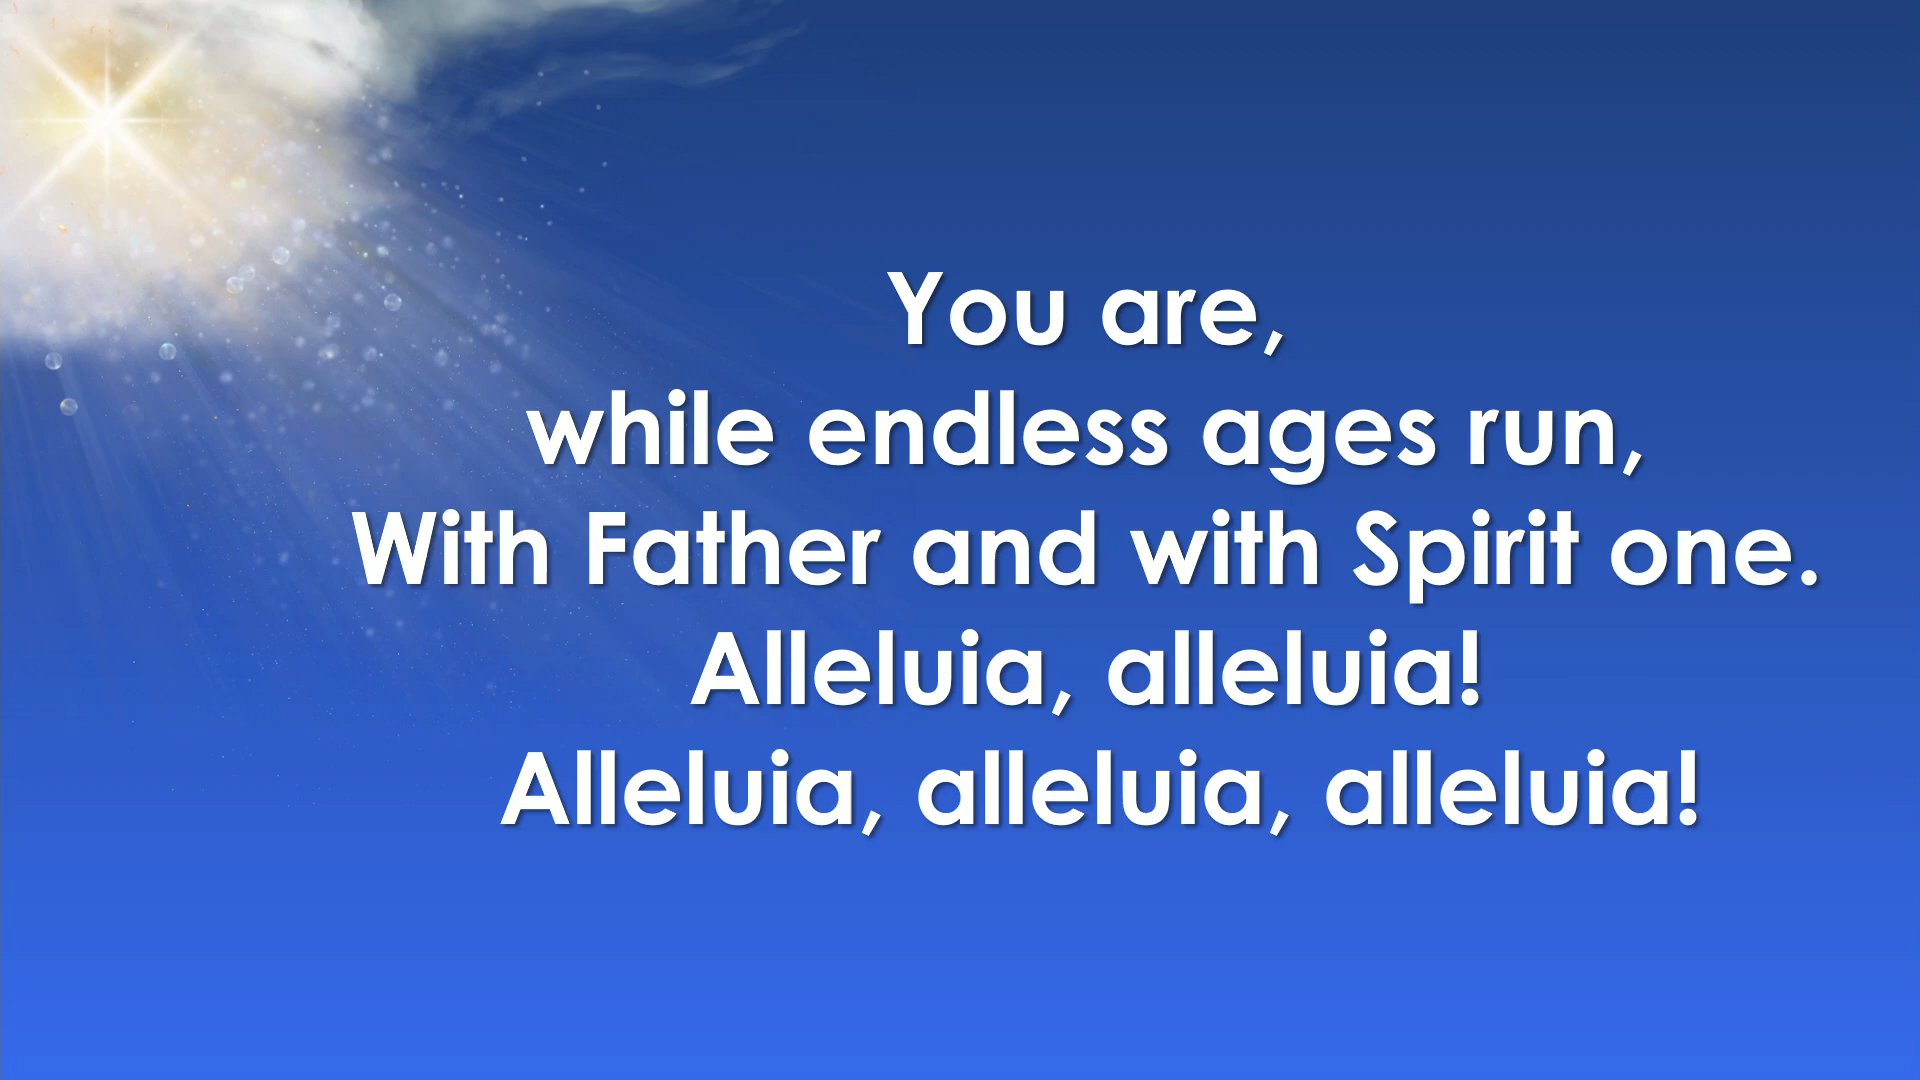 You are,
while endless ages run,
With Father and with Spirit one.
Alleluia, alleluia!
Alleluia, alleluia, alleluia!